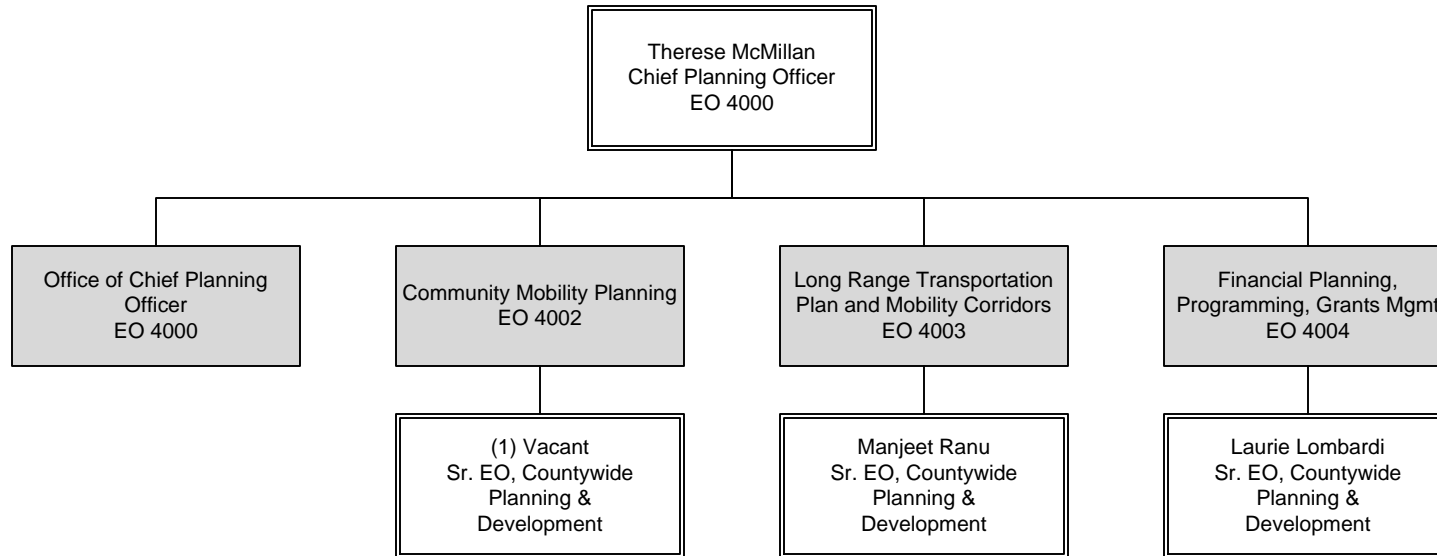 Therese McMillan
Chief Planning Officer
EO 4000
Office of Chief Planning
Officer
EO 4000
Community Mobility Planning
EO 4002
Long Range Transportation
Plan and Mobility Corridors
EO 4003
Financial Planning,
Programming, Grants Mgmt
EO 4004
(1) Vacant
Sr. EO, Countywide
Planning &
Development
Manjeet Ranu
Sr. EO, Countywide
Planning &
Development
Laurie Lombardi
Sr. EO, Countywide
Planning &
Development